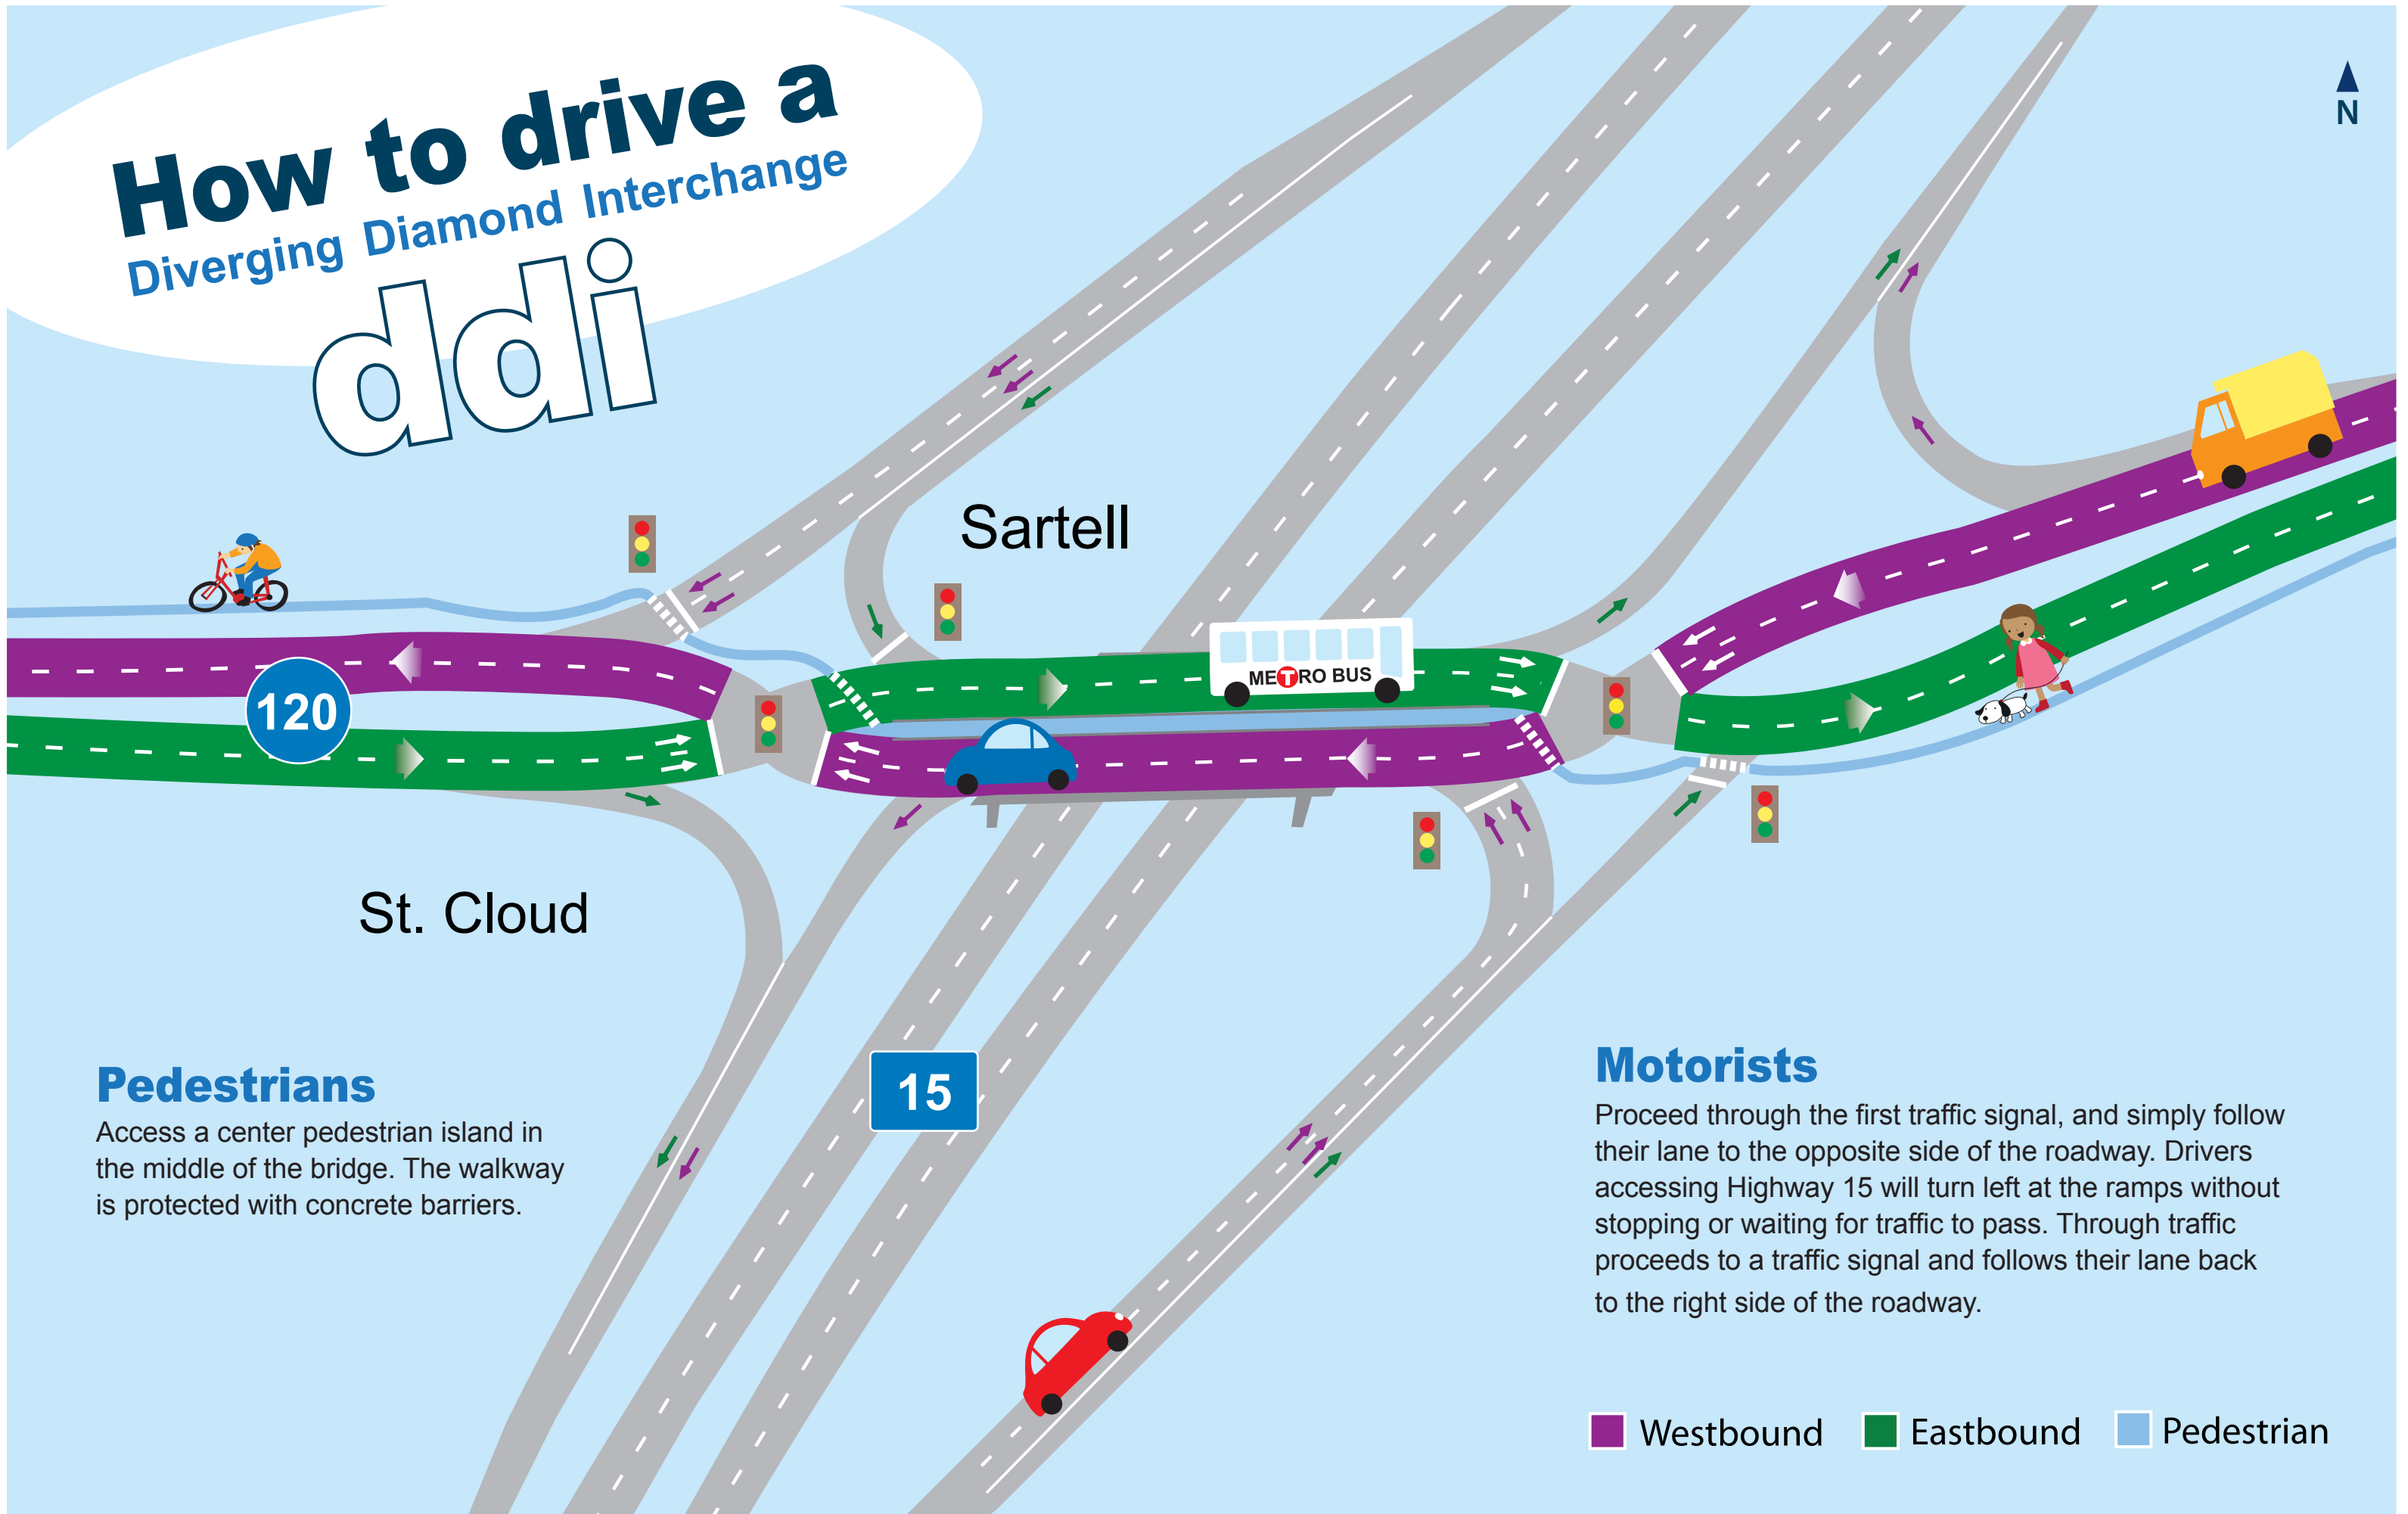 How to drive a
Diverging Diamond Interchange
ddi
N
Sartell
METRO BUS
120
St. Cloud
15
Pedestrians
Access a center pedestrian island in
the middle of the bridge. The walkway
is protected with concrete barriers.
Motorists
Proceed through the first traffic signal, and simply follow
their lane to the opposite side of the roadway. Drivers
accessing Highway 15 will turn left at the ramps without
stopping or waiting for traffic to pass. Through traffic
proceeds to a traffic signal and follows their lane back
to the right side of the roadway.
Westbound
Eastbound
Pedestrian